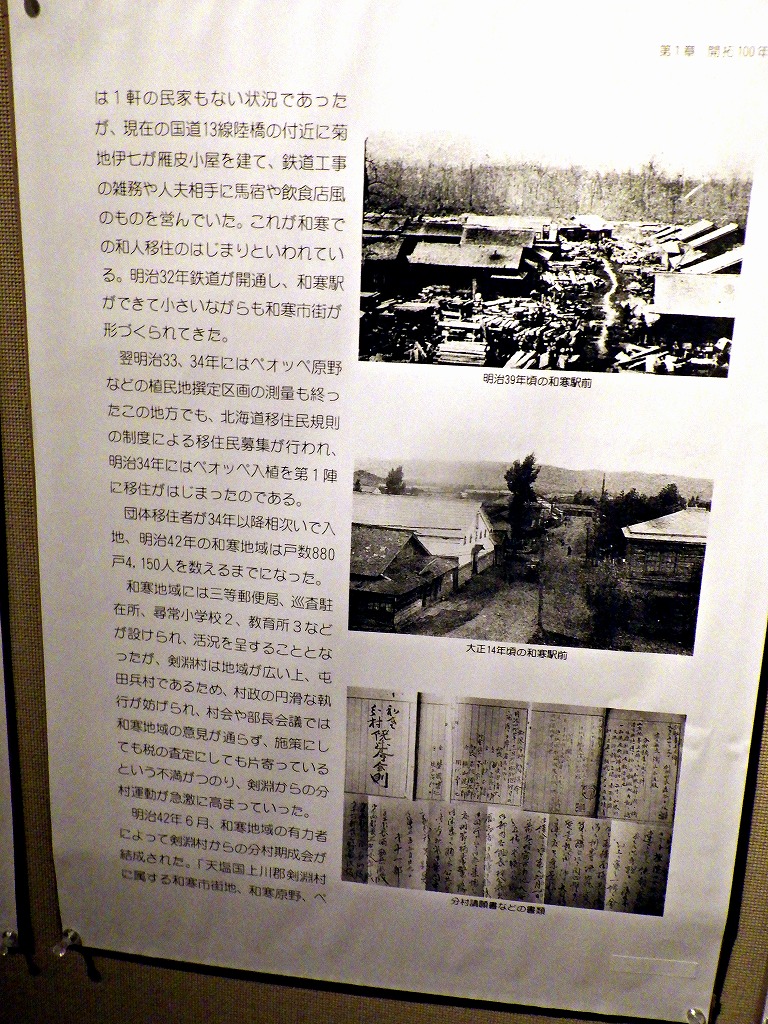 第1章 開拓100年
は1軒の民家もない状況であった
が、現在の国道13線陸橋の付近に菊
地伊七が雁皮小屋を建て、鉄道工事
の雑務や人夫相手に馬宿や飲食店風
のものを営んでいた。これが和寒で
の和人移住のはじまりといわれてい
る。明治32年鉄道が開通し、和寒駅
ができて小さいながらも和寒市街が
形づくられてきた。
翌明治33、34年にはペオッペ原野
などの植民地撰定区画の測量も終っ
たこの地方でも、北海道移住民規則
の制度による移住民募集が行われ、
明治34年にはペオッペ入植を第1陣
に移住がはじまったのである。
団体移住者が34年以降相次いで入
地、明治42年の和寒地域は戸数880
戸4,150人を数えるまでになった。
和寒地域には三等郵便局、巡査駐
在所、尋常小学校2、教育所3など
が設けられ、活況を呈することとな
ったが、剣淵村は地域が広い上、屯
田兵村であるため、村政の円滑な執
行が妨げられ、村会や部長会議では
和寒地域の意見が通らず、施策にし
ても税の査定にしても片寄っている
という不満がつのり、剣淵からの分
村運動が急激に高まっていった。
明治42年6月、和寒地域の有力者
によって剣淵村からの分村期成会が
結成された。「天塩国上川郡剣淵村
に属する和寒市街地、和寒原野、ペ
明治39年頃の和寒駅前
大正14年頃の和寒駅前
分村請願書などの書類